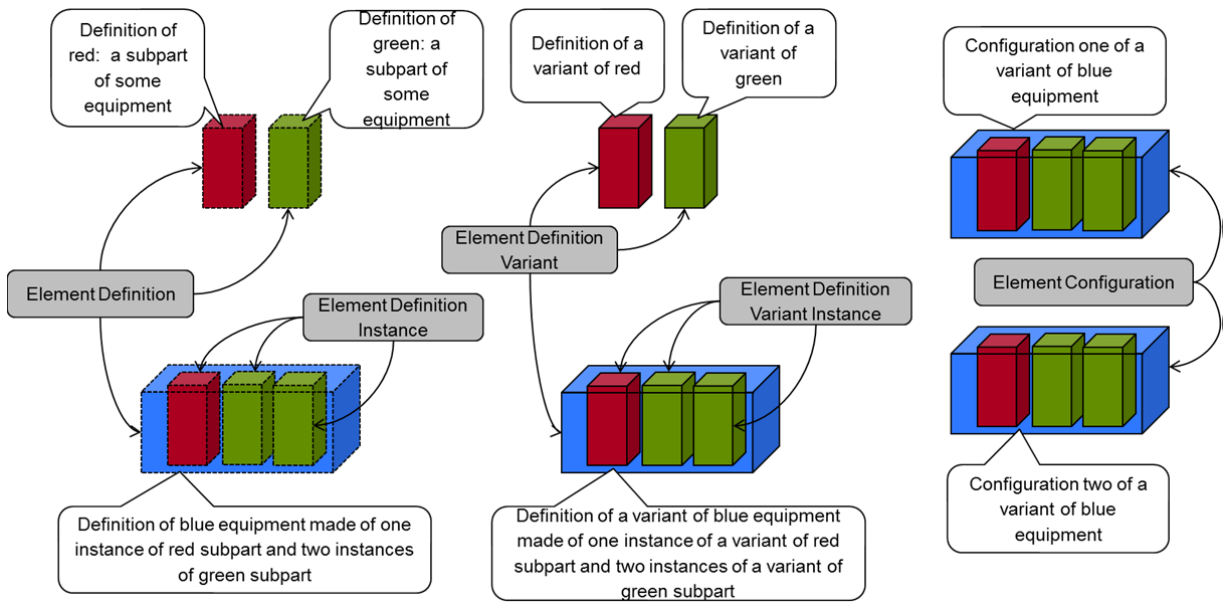 Definition of
red:  a subpart
of some
equipment
Definition
of green: a
subpart of
some
equipment
Element Definition
Element Definition
Instance
Definition of blue equipment made of one
instance of red subpart and two instances
of green subpart
Definition of a
variant of red
Definition of a
variant of
green
Element Definition
Variant
Element Definition
Variant Instance
Definition of a variant of blue equipment
made of one instance of a variant of red
subpart and two instances of a variant of
green subpart
Configuration one of a
variant of blue
equipment
Element Configuration
Configuration two of a
variant of blue
equipment